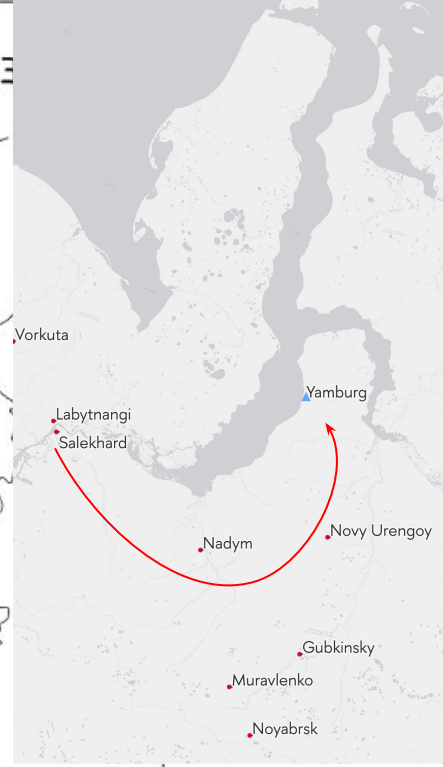 Vorkuta
Yamburg
Labytnangi
Salekhard
Novy Urengoy
Nadym
Gubkinsky
Muravlenko
Noyabrsk